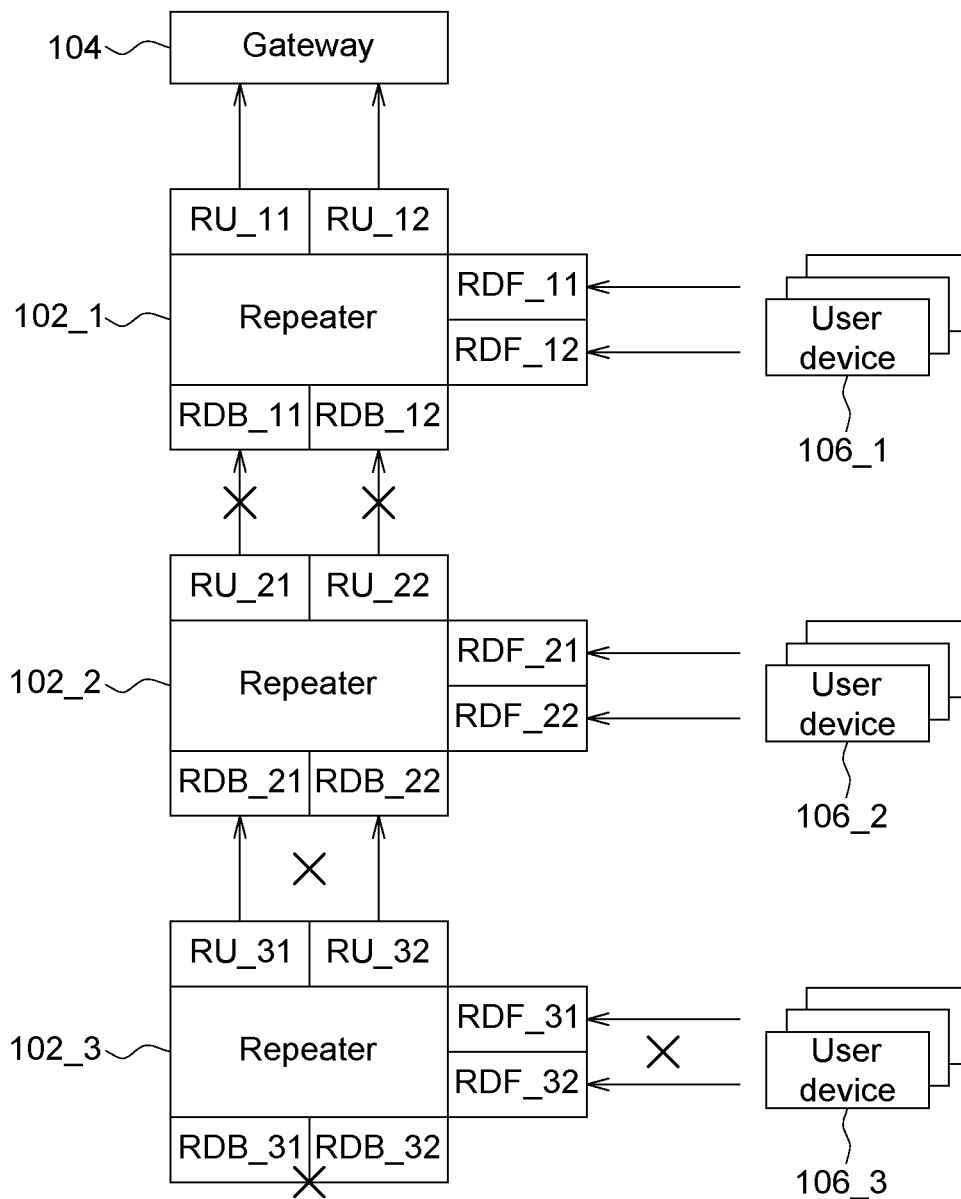 104
Gateway
RU_11
RU_12
102_1
Repeater
RDF_11
RDF_12
User
device
106_1
RDB_11
RDB_12
RU_21
RU_22
102_2
Repeater
RDF_21
RDF_22
User
device
106_2
RDB_21
RDB_22
RU_31
RU_32
102_3
Repeater
RDF_31
RDF_32
User
device
106_3
RDB_31
RDB_32